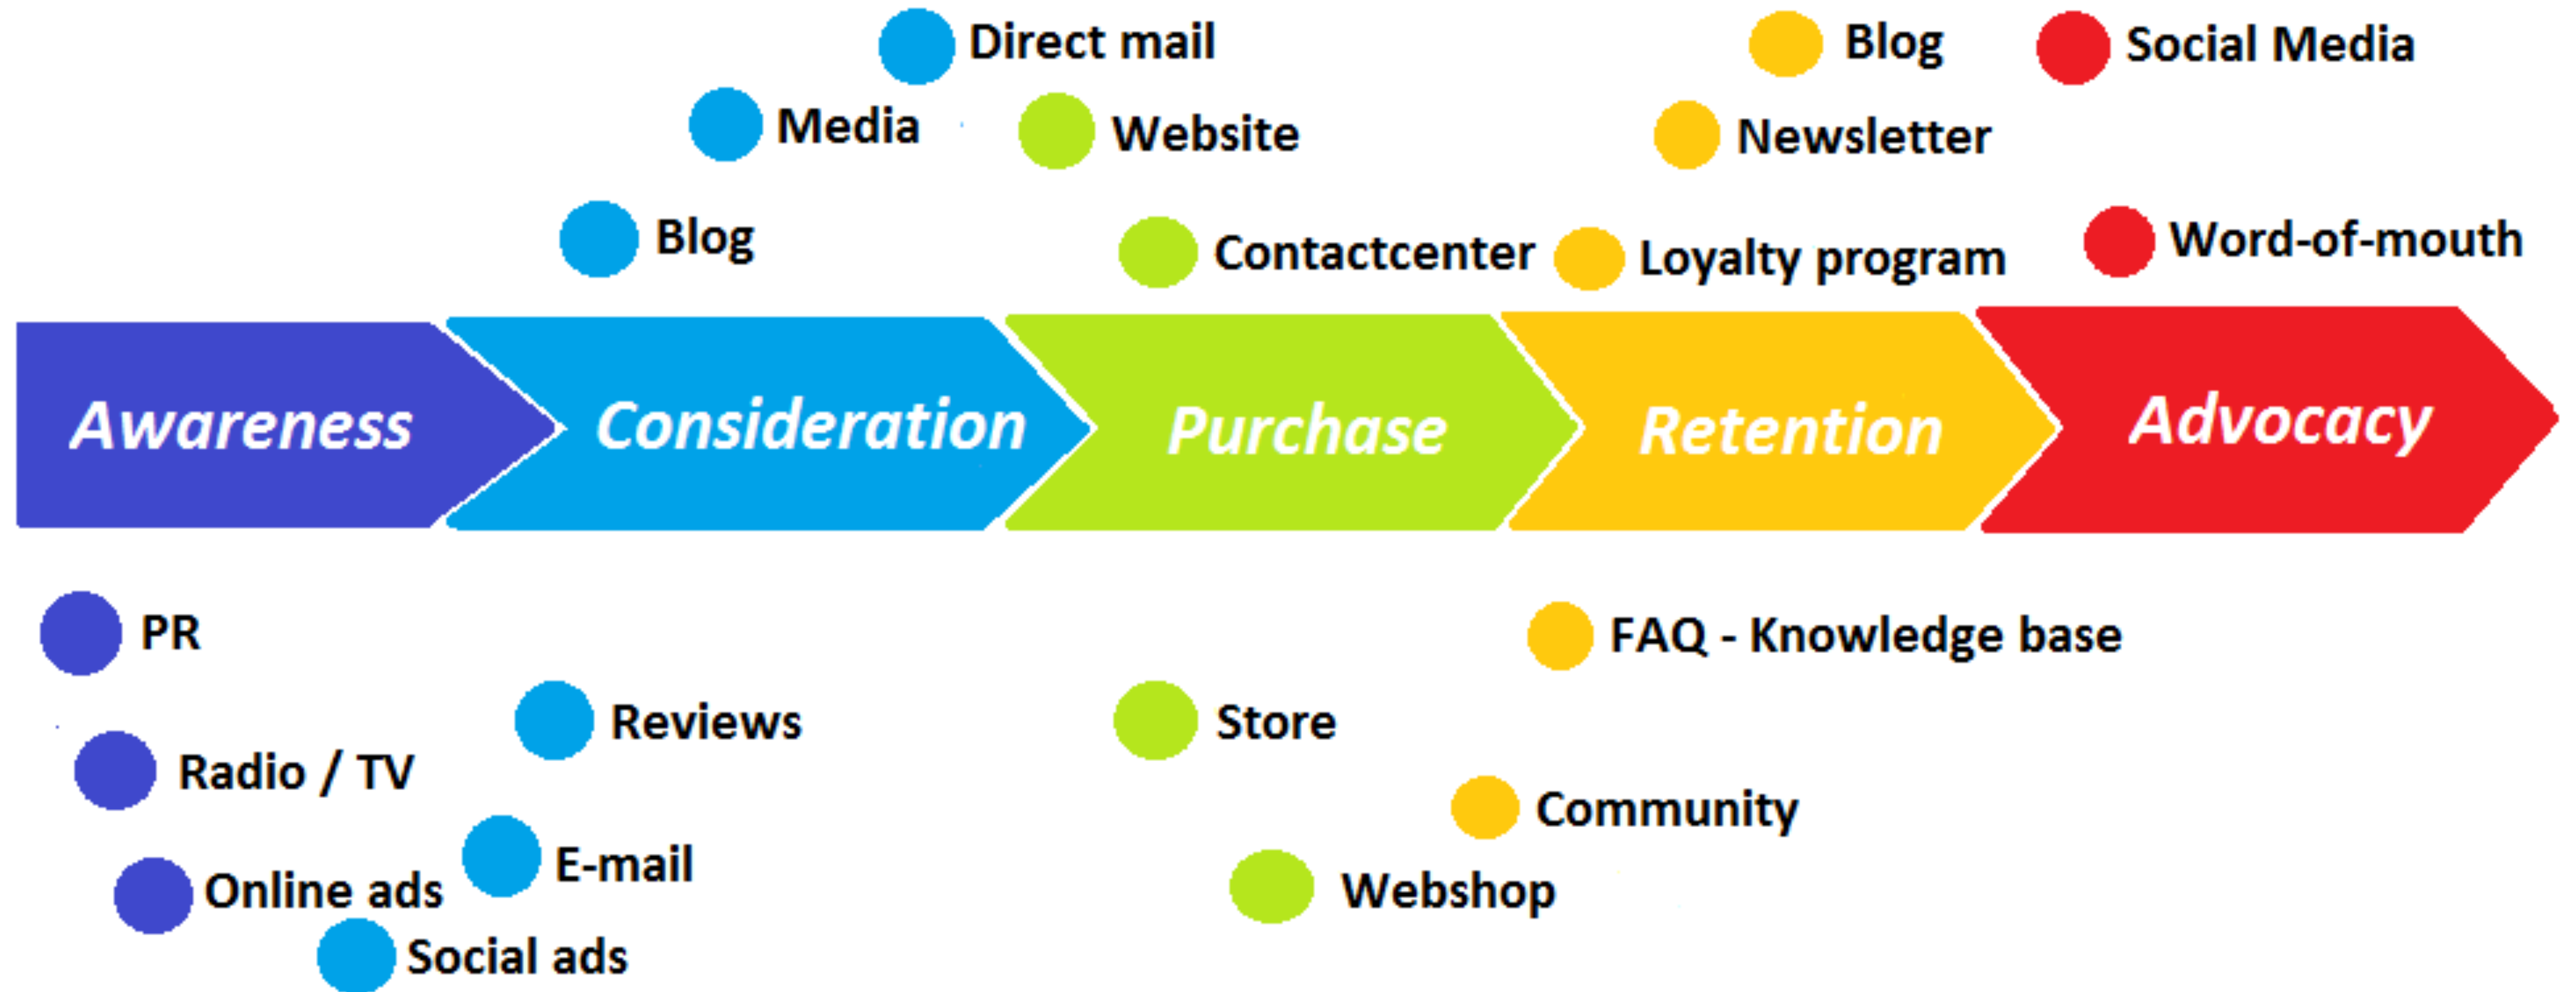 Direct mail
Blog
Social Media
Media
Website
Newsletter
Blog
Contactcenter
Loyalty program
Word-of-mouth
Awareness
Consideration
Purchase
Retention
Advocacy
PR
FAQ - Knowledge base
Reviews
Store
Radio / TV
Community
E-mail
Online ads
Webshop
Social ads